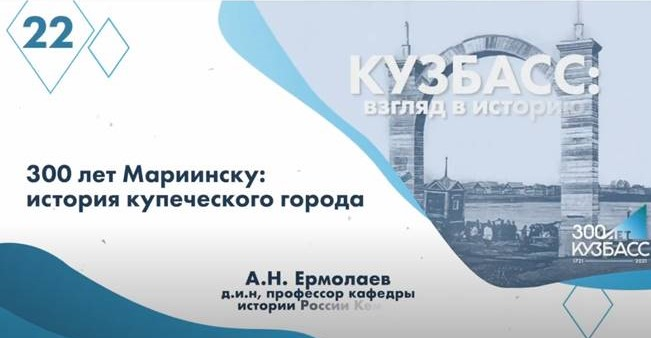 22
КУЗБАСС:
взгляд в историю
300 лет Мариинску:
история купеческого города
300 ЛЕТ
КУЗБАСС
1721 2021
А.Н. Ермолаев
д.и.н, профессор кафедры
истории России